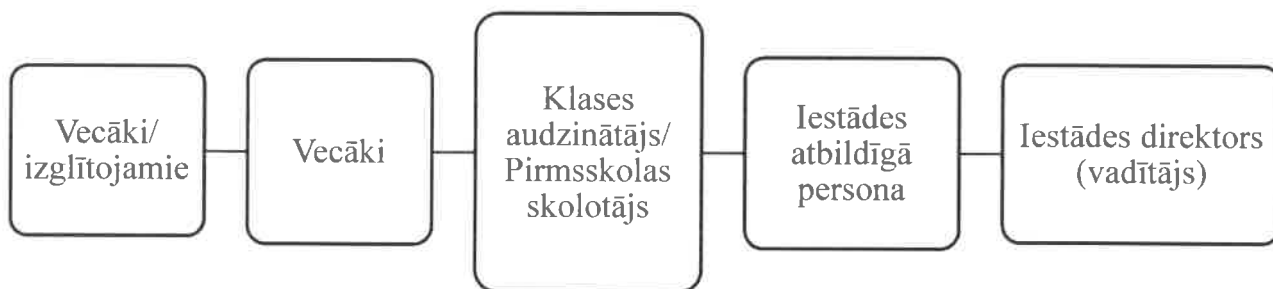 Vecāki/
izglītojamie
Vecāki
Klases
audzinātājs/
Pirmsskolas
skolotājs
Iestādes
atbildīgā
persona
Iestādes direktors
(vadītājs)